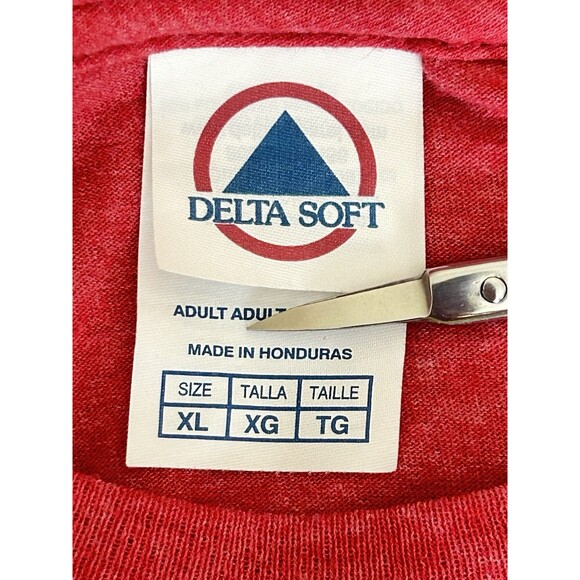 DELTA SOFT
ADULT ADULT
MADE IN HONDURAS
SIZE TALLA TAILLE
XL XG TG